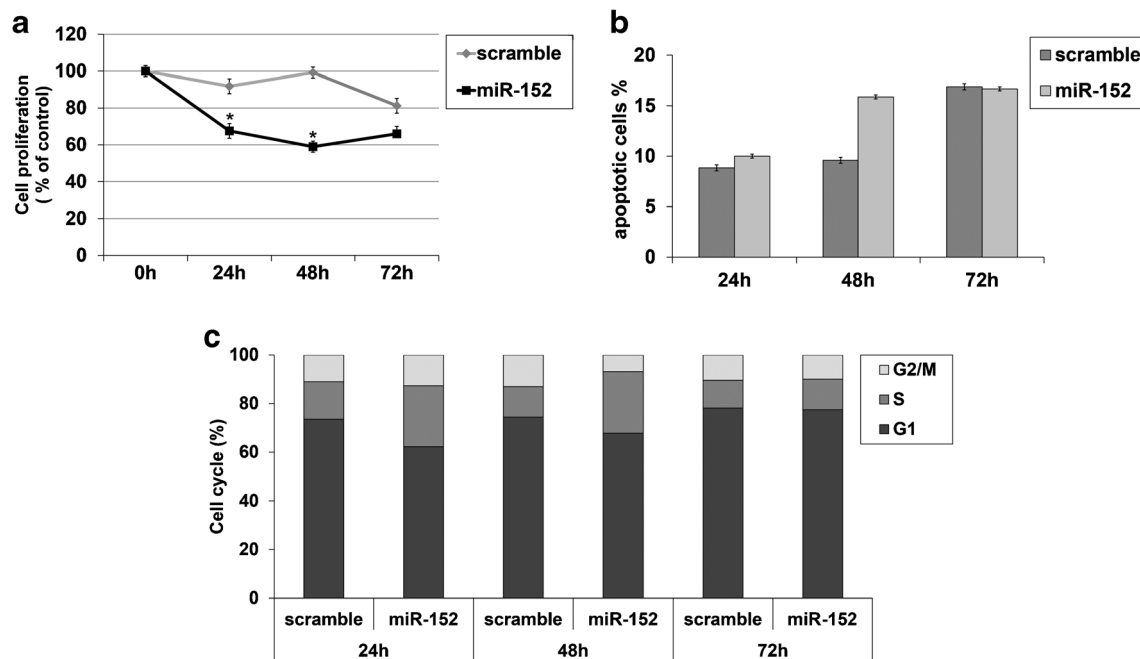 a
120
100
80
60
40
20
0
Cell proliferation
( % of control)
*
*
0h 24h 48h 72h
scramble
miR-152
b
20
15
10
5
0
apoptotic cells %
24h 48h 72h
scramble
miR-152
c
100
80
60
40
20
0
Cell cycle (%)
scramble miR-152 scramble miR-152 scramble miR-152
24h 48h 72h
G2/M
S
G1